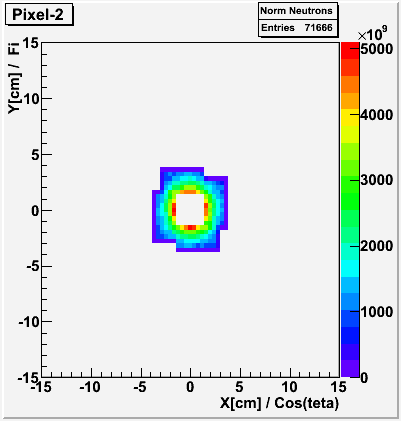 Pixel-2
Norm Neutrons
Entries 71666
×10⁹
Y[cm] / Fi
15
10
5
0
-5
-10
-15
-15 -10 -5 0 5 10 15
X[cm] / Cos(teta)
5000
4000
3000
2000
1000
0